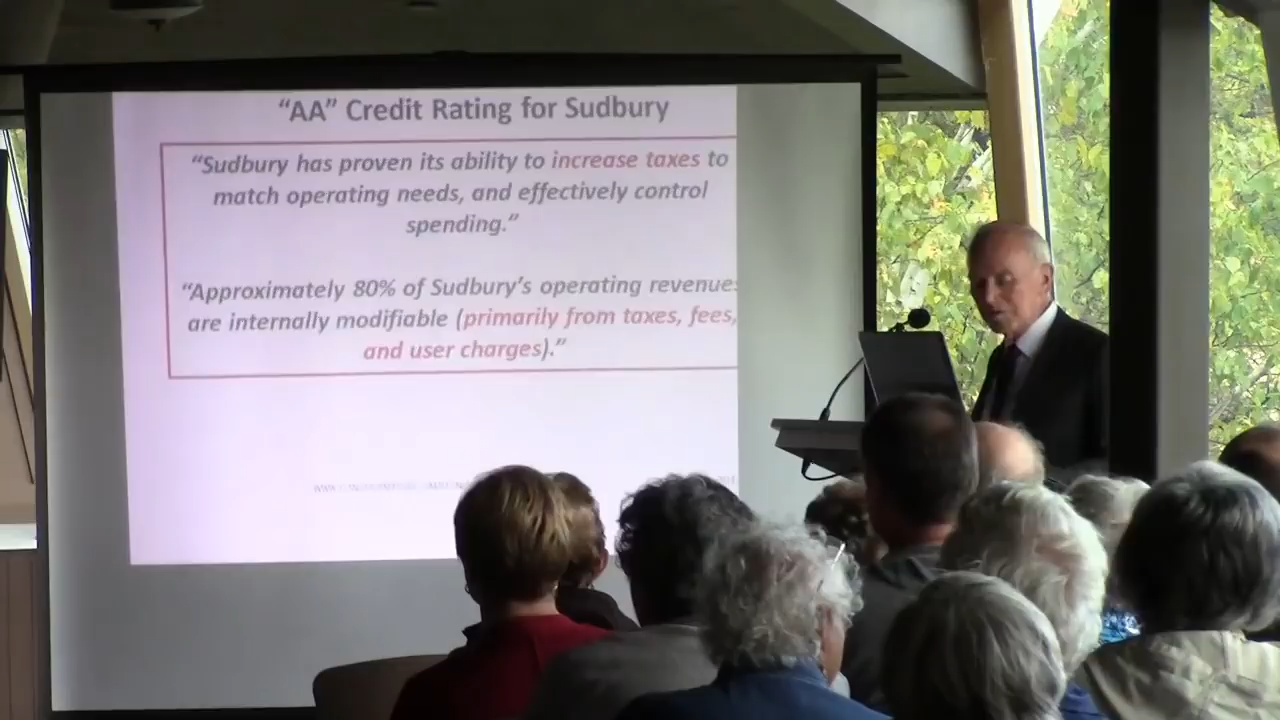 “AA” Credit Rating for Sudbury
“Sudbury has proven its ability to increase taxes to
match operating needs, and effectively control
spending.”
“Approximately 80% of Sudbury’s operating revenues
are internally modifiable (primarily from taxes, fees,
and user charges).”